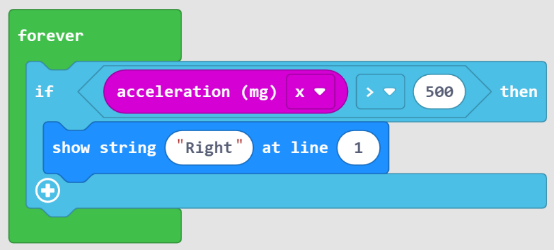 forever
if acceleration (mg) x > 500 then
show string "Right" at line 1